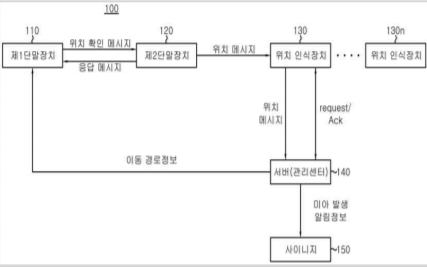 100
110
120
130
130n
제1단말장치
위치 확인 메시지
응답 메시지
제2단말장치
위치 메시지
위치 인식장치
위치 인식장치
위치
메시지
request/
Ack
이동 경로정보
서버(관리센터)
140
미아 발생
알림정보
사이니지
150